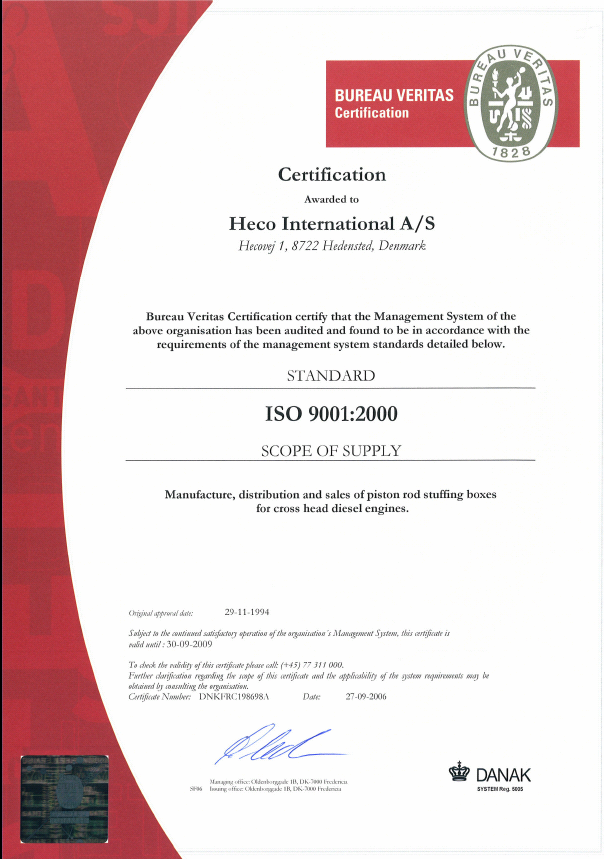 BUREAU VERITAS
Certification
BUREAU VERITAS
1828
Certification
Awarded to
Heco International A/S
Hecovej 1, 8722 Hedensted, Denmark
Bureau Veritas Certification certify that the Management System of the
above organisation has been audited and found to be in accordance with the
requirements of the management system standards detailed below.
STANDARD
ISO 9001:2000
SCOPE OF SUPPLY
Manufacture, distribution and sales of piston rod stuffing boxes
for cross head diesel engines.
Original approval date: 29-11-1994
Subject to the continued satisfactory operation of the organisation's Management System, this certificate is
valid until : 30-09-2009
To check the validity of this certificate please call: (+45) 77 311 000.
Further clarification regarding the scope of this certificate and the applicability of the system requirements may be
obtained by consulting the organisation.
Certificate Number: DNKFRC198698A Date: 27-09-2006
Managing office: Oldenborggade 1B, DK-7000 Fredericia
SF06 Issuing office: Oldenborggade 1B, DK-7000 Fredericia
DANAK
SYSTEM Reg. 5005